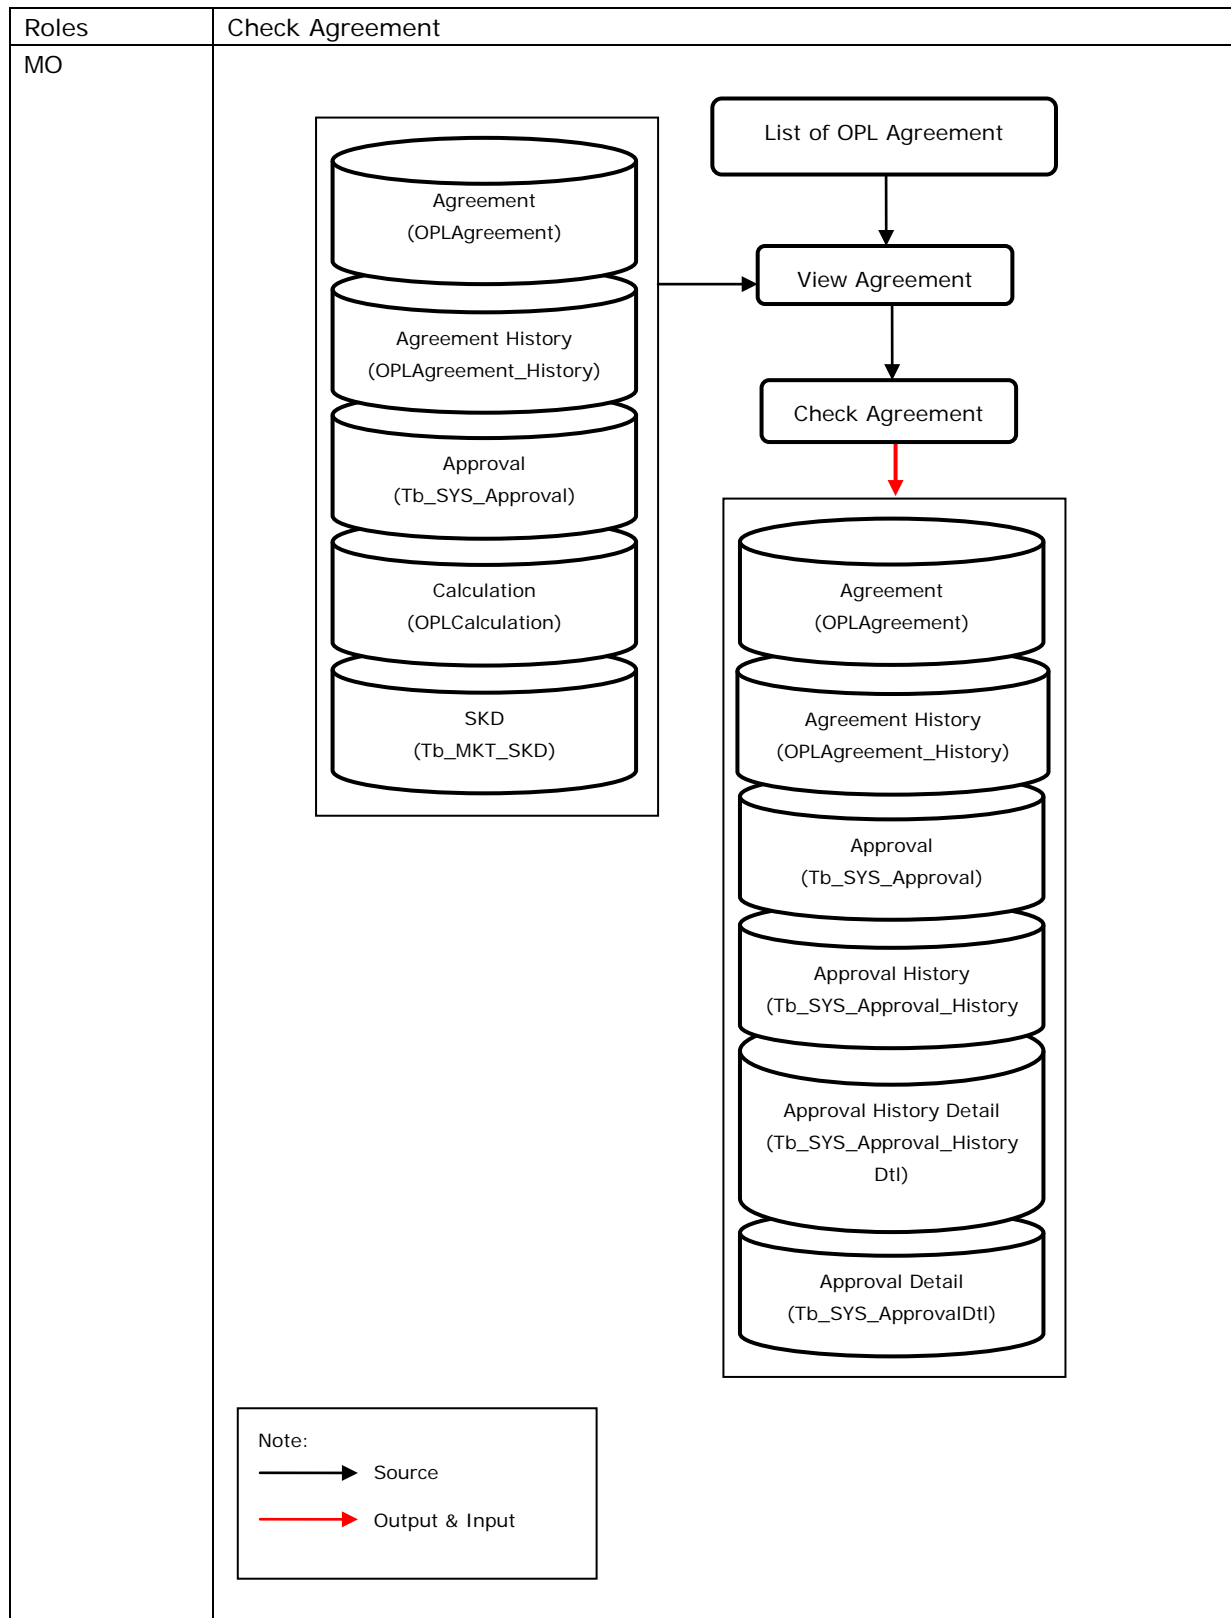 Roles
Check Agreement
MO
List of OPL Agreement
View Agreement
Check Agreement
Agreement
(OPLAgreement)
Agreement History
(OPLAgreement_History)
Approval
(Tb_SYS_Approval)
Calculation
(OPLCalculation)
SKD
(Tb_MKT_SKD)
Agreement
(OPLAgreement)
Agreement History
(OPLAgreement_History)
Approval
(Tb_SYS_Approval)
Approval History
(Tb_SYS_Approval_History
Approval History Detail
(Tb_SYS_Approval_History
Dtl)
Approval Detail
(Tb_SYS_ApprovalDtl)
Note:
Source
Output & Input